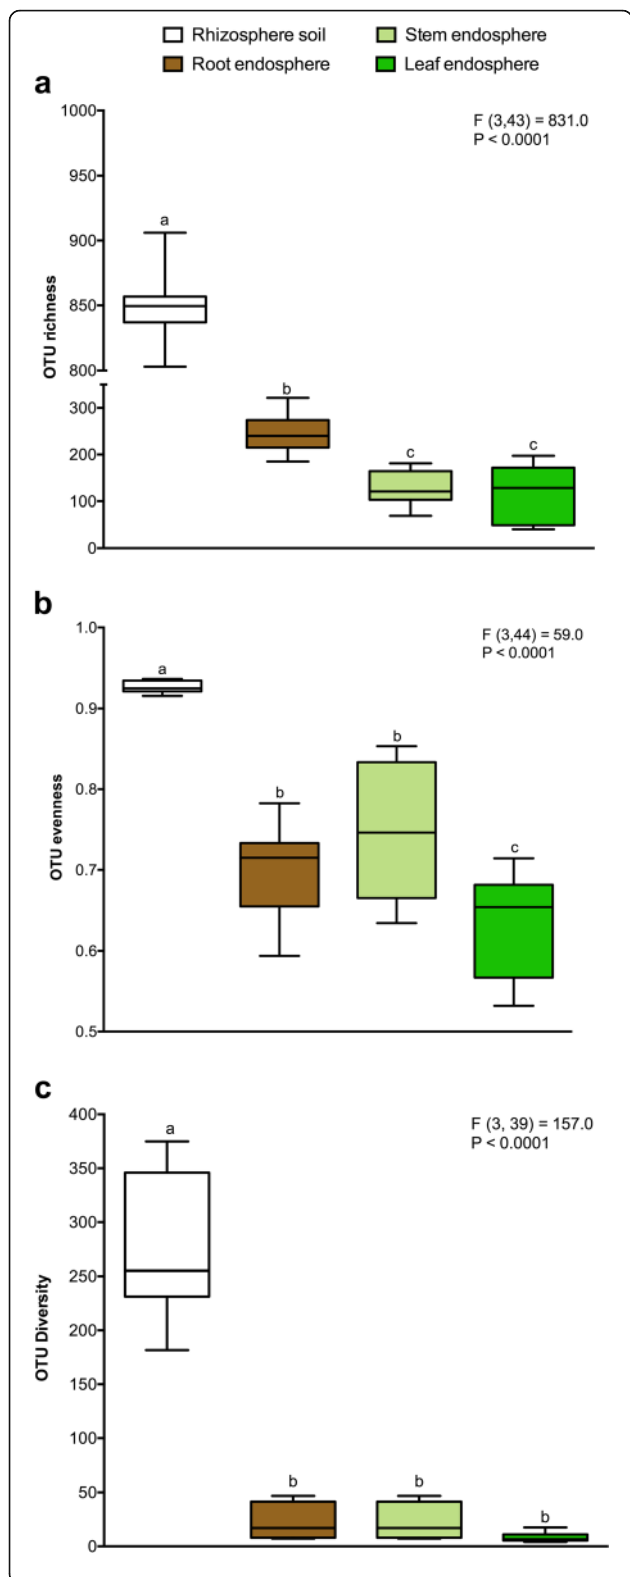 Rhizosphere soil
Stem endosphere
Root endosphere
Leaf endosphere
a
F (3,43) = 831.0
P < 0.0001
OTU richness
1000
950
900
850
800
300
200
100
0
a
b
c
c
b
F (3,44) = 59.0
P < 0.0001
OTU evenness
1.0
0.9
0.8
0.7
0.6
0.5
a
b
b
c
c
F (3, 39) = 157.0
P < 0.0001
OTU Diversity
400
350
300
250
200
150
100
50
0
a
b
b
b